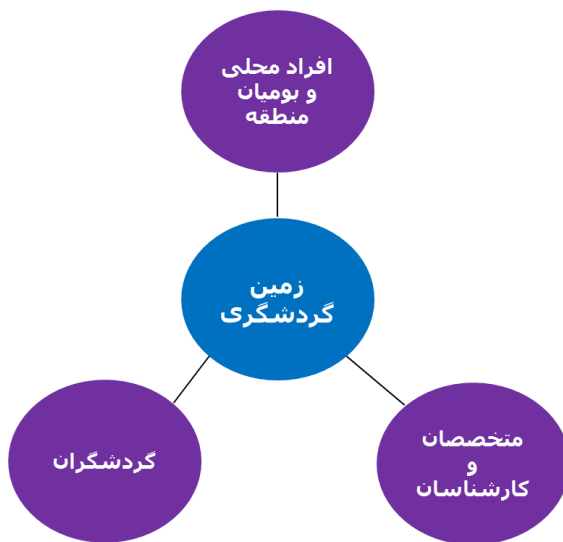 افراد محلی
و بومیان
منطقه
زمین
گردشگری
گردشگران
متخصصان
و
کارشناسان